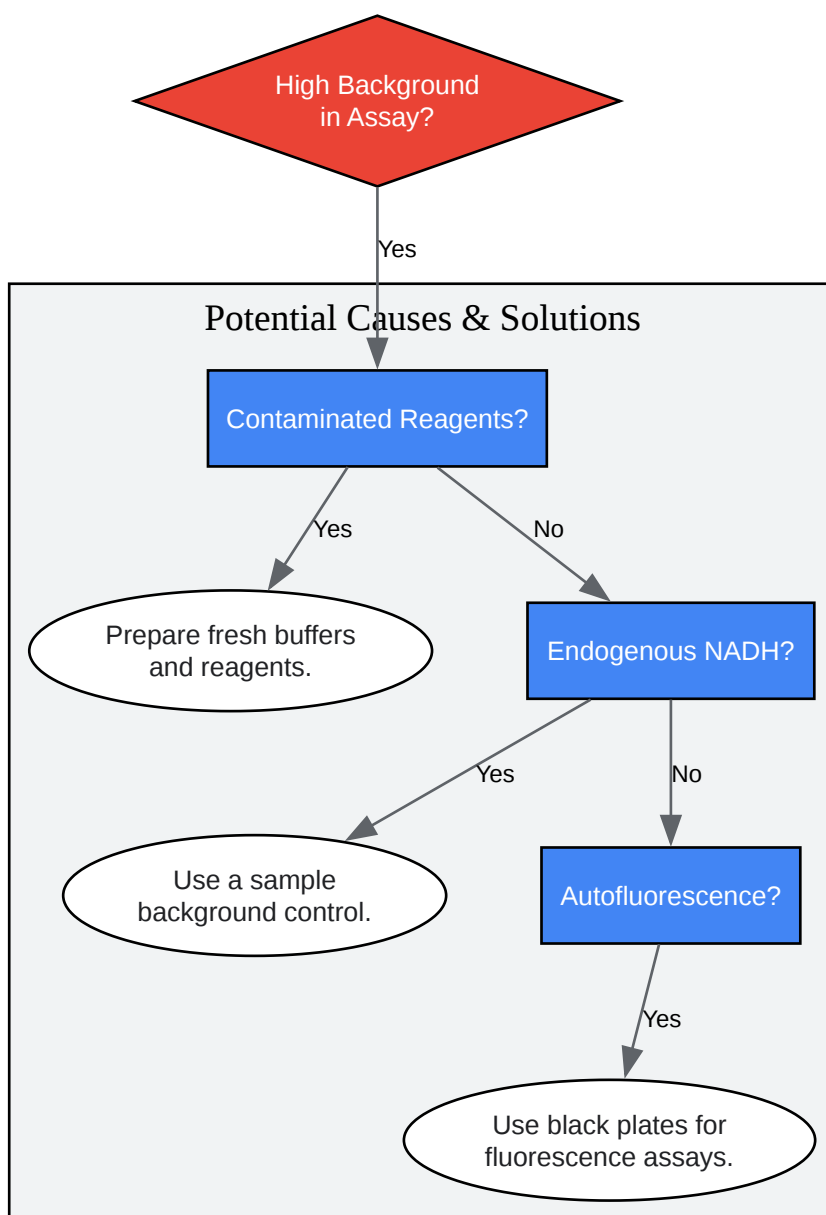 High Background
in Assay?
Yes
Potential Causes & Solutions
Contaminated Reagents?
Yes
No
Prepare fresh buffers
and reagents.
Endogenous NADH?
Yes
No
Use a sample
background control.
Autofluorescence?
Yes
Use black plates for
fluorescence assays.